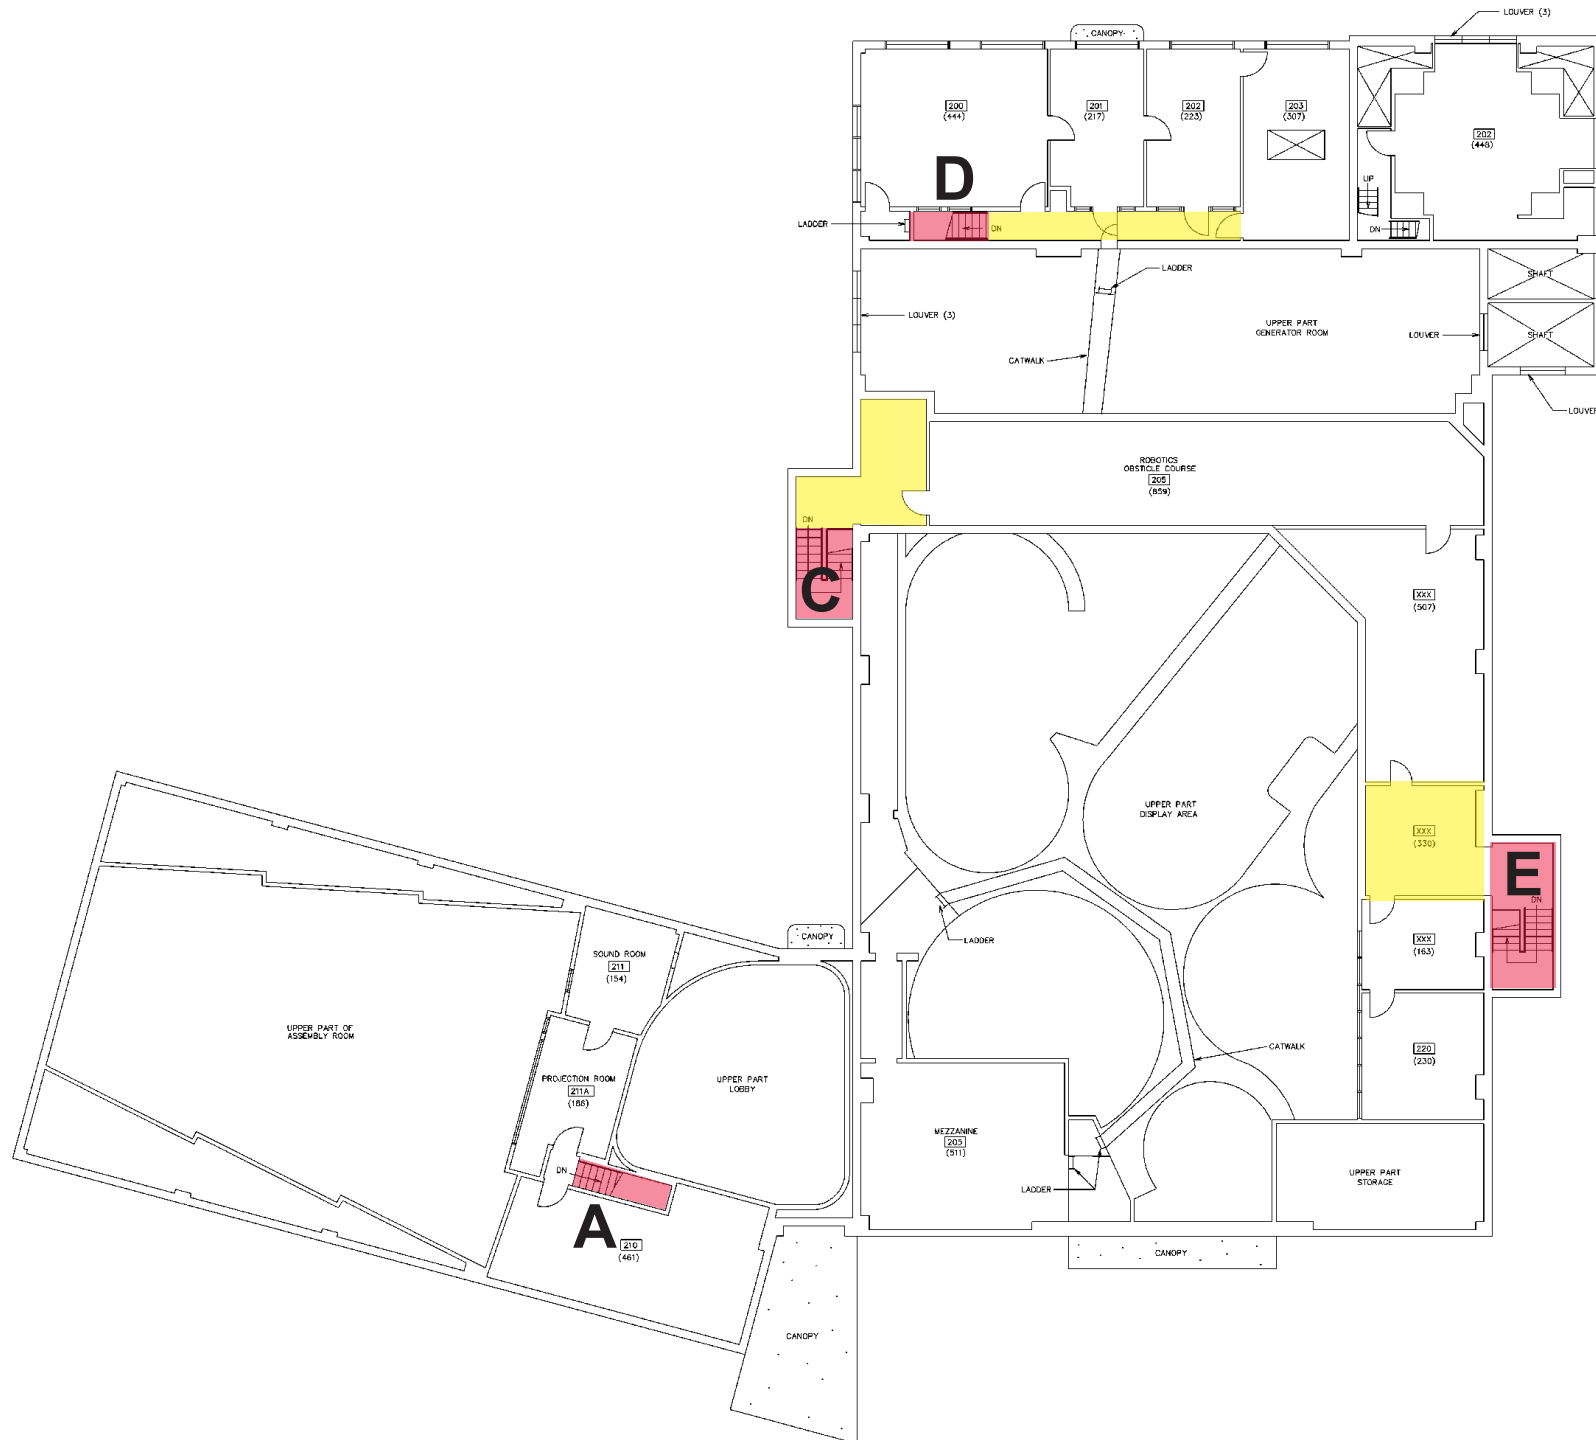 LOUVER (3)
CANOPY
200
(444)
201
(217)
202
(223)
203
(307)
202
(448)
D
UP
LADDER
DN
DN
LADDER
SHAFT
LOUVER (3)
UPPER PART
GENERATOR ROOM
LOUVER
SHAFT
CATWALK
LOUVER
ROBOTICS
OBSTICLE COURSE
205
(859)
DN
C
XXX
(507)
UPPER PART
DISPLAY AREA
XXX
(330)
E
DN
CANOPY
LADDER
XXX
(163)
SOUND ROOM
211
(154)
UPPER PART OF
ASSEMBLY ROOM
CATWALK
220
(230)
PROJECTION ROOM
211A
(188)
UPPER PART
LOBBY
MEZZANINE
205
(511)
DN
UPPER PART
STORAGE
LADDER
A
210
(461)
CANOPY
CANOPY